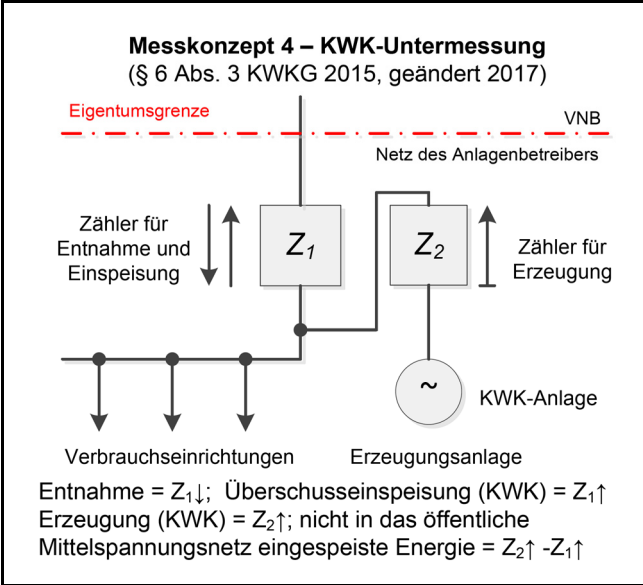 Messkonzept 4 – KWK-Untermessung
(§ 6 Abs. 3 KWKG 2015, geändert 2017)
Eigentumsgrenze
VNB
Netz des Anlagenbetreibers
Zähler für
Entnahme und
Einspeisung
Z1
Z2
Zähler für
Erzeugung
~
KWK-Anlage
Verbrauchseinrichtungen
Erzeugungsanlage
Entnahme = Z1↓; Überschusseinspeisung (KWK) = Z1↑
Erzeugung (KWK) = Z2↑; nicht in das öffentliche
Mittelspannungsnetz eingespeiste Energie = Z2↑ -Z1↑